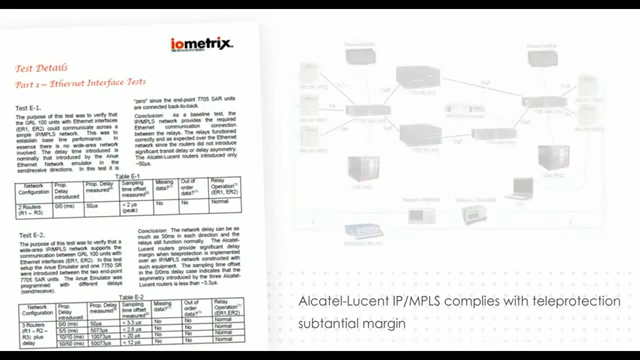 iometrix
Test Details
Part 1 – Ethernet Interface Tests
Test E-1.
The purpose of this test was to verify that
the GRL 100 units with Ethernet interfaces
(ER1, ER2) could communicate across a
simple IP/MPLS network. This was to
establish base line performance. In
essence there is no wide-area network
involved. The delay time introduced is
nominally that introduced by the Anue
Ethernet Network emulator in the
send/receive directions. In this test it is
"zero" since the end-point 7705 SAR units
are connected back-to-back.
Conclusion: As a baseline test, the
IP/MPLS network provides the required
Ethernet communication connection
between the relays. The relays functioned
correctly and as expected over the Ethernet
network since the routers did not introduce
significant transit delay or delay asymmetry.
The Alcatel-Lucent routers introduced only
~50µs.
Table E-1
Network Configuration
Prop. Delay introduced
Prop. Delay measured
Sampling time offset measured
Missing data?
Out of order data?
Relay Operation (ER1, ER2)
2 Routers (R1 – R3)
0/0 (ms)
50µs
< 2 µs (peak)
No
No
Normal
Test E-2.
The purpose of this test was to verify that a
wide-area IP/MPLS network supports the
communication between GRL 100 units with
Ethernet interfaces (ER1, ER2). In this test
setup the Anue Emulator and one 7750 SR
were introduced between the two end-point
7705 SAR units. The Anue Emulator was
programmed with different delays
(send/receive).
Conclusion: The network delay can be
as much as 50ms in each direction and the
relays still function normally. The Alcatel-
Lucent routers provide significant delay
margin when teleprotection is implemented
over an IP/MPLS network constructed with
such equipment. The sampling time offset in
the 0/0ms delay case indicates that the
asymmetry introduced by the three Alcatel-
Lucent routers is less than ~3.3µs.
Table E-2
Network Configuration
Prop. Delay introduced
Prop. Delay measured
Sampling time offset measured
Missing data?
Out of order data?
Relay Operation (ER1,ER2)
3 Routers (R1 – R2 – R3) plus delay
0/0 (ms) 50µs < 3.3 µs No No Normal
5/5 (ms) 5073µs < 2.8 µs No No Normal
10/10 (ms) 10073µs < 20 µs No No Normal
50/50 (ms) 5073µs < 12 µs No No Normal
Alcatel-Lucent IP/MPLS complies with teleprotection
substantial margin